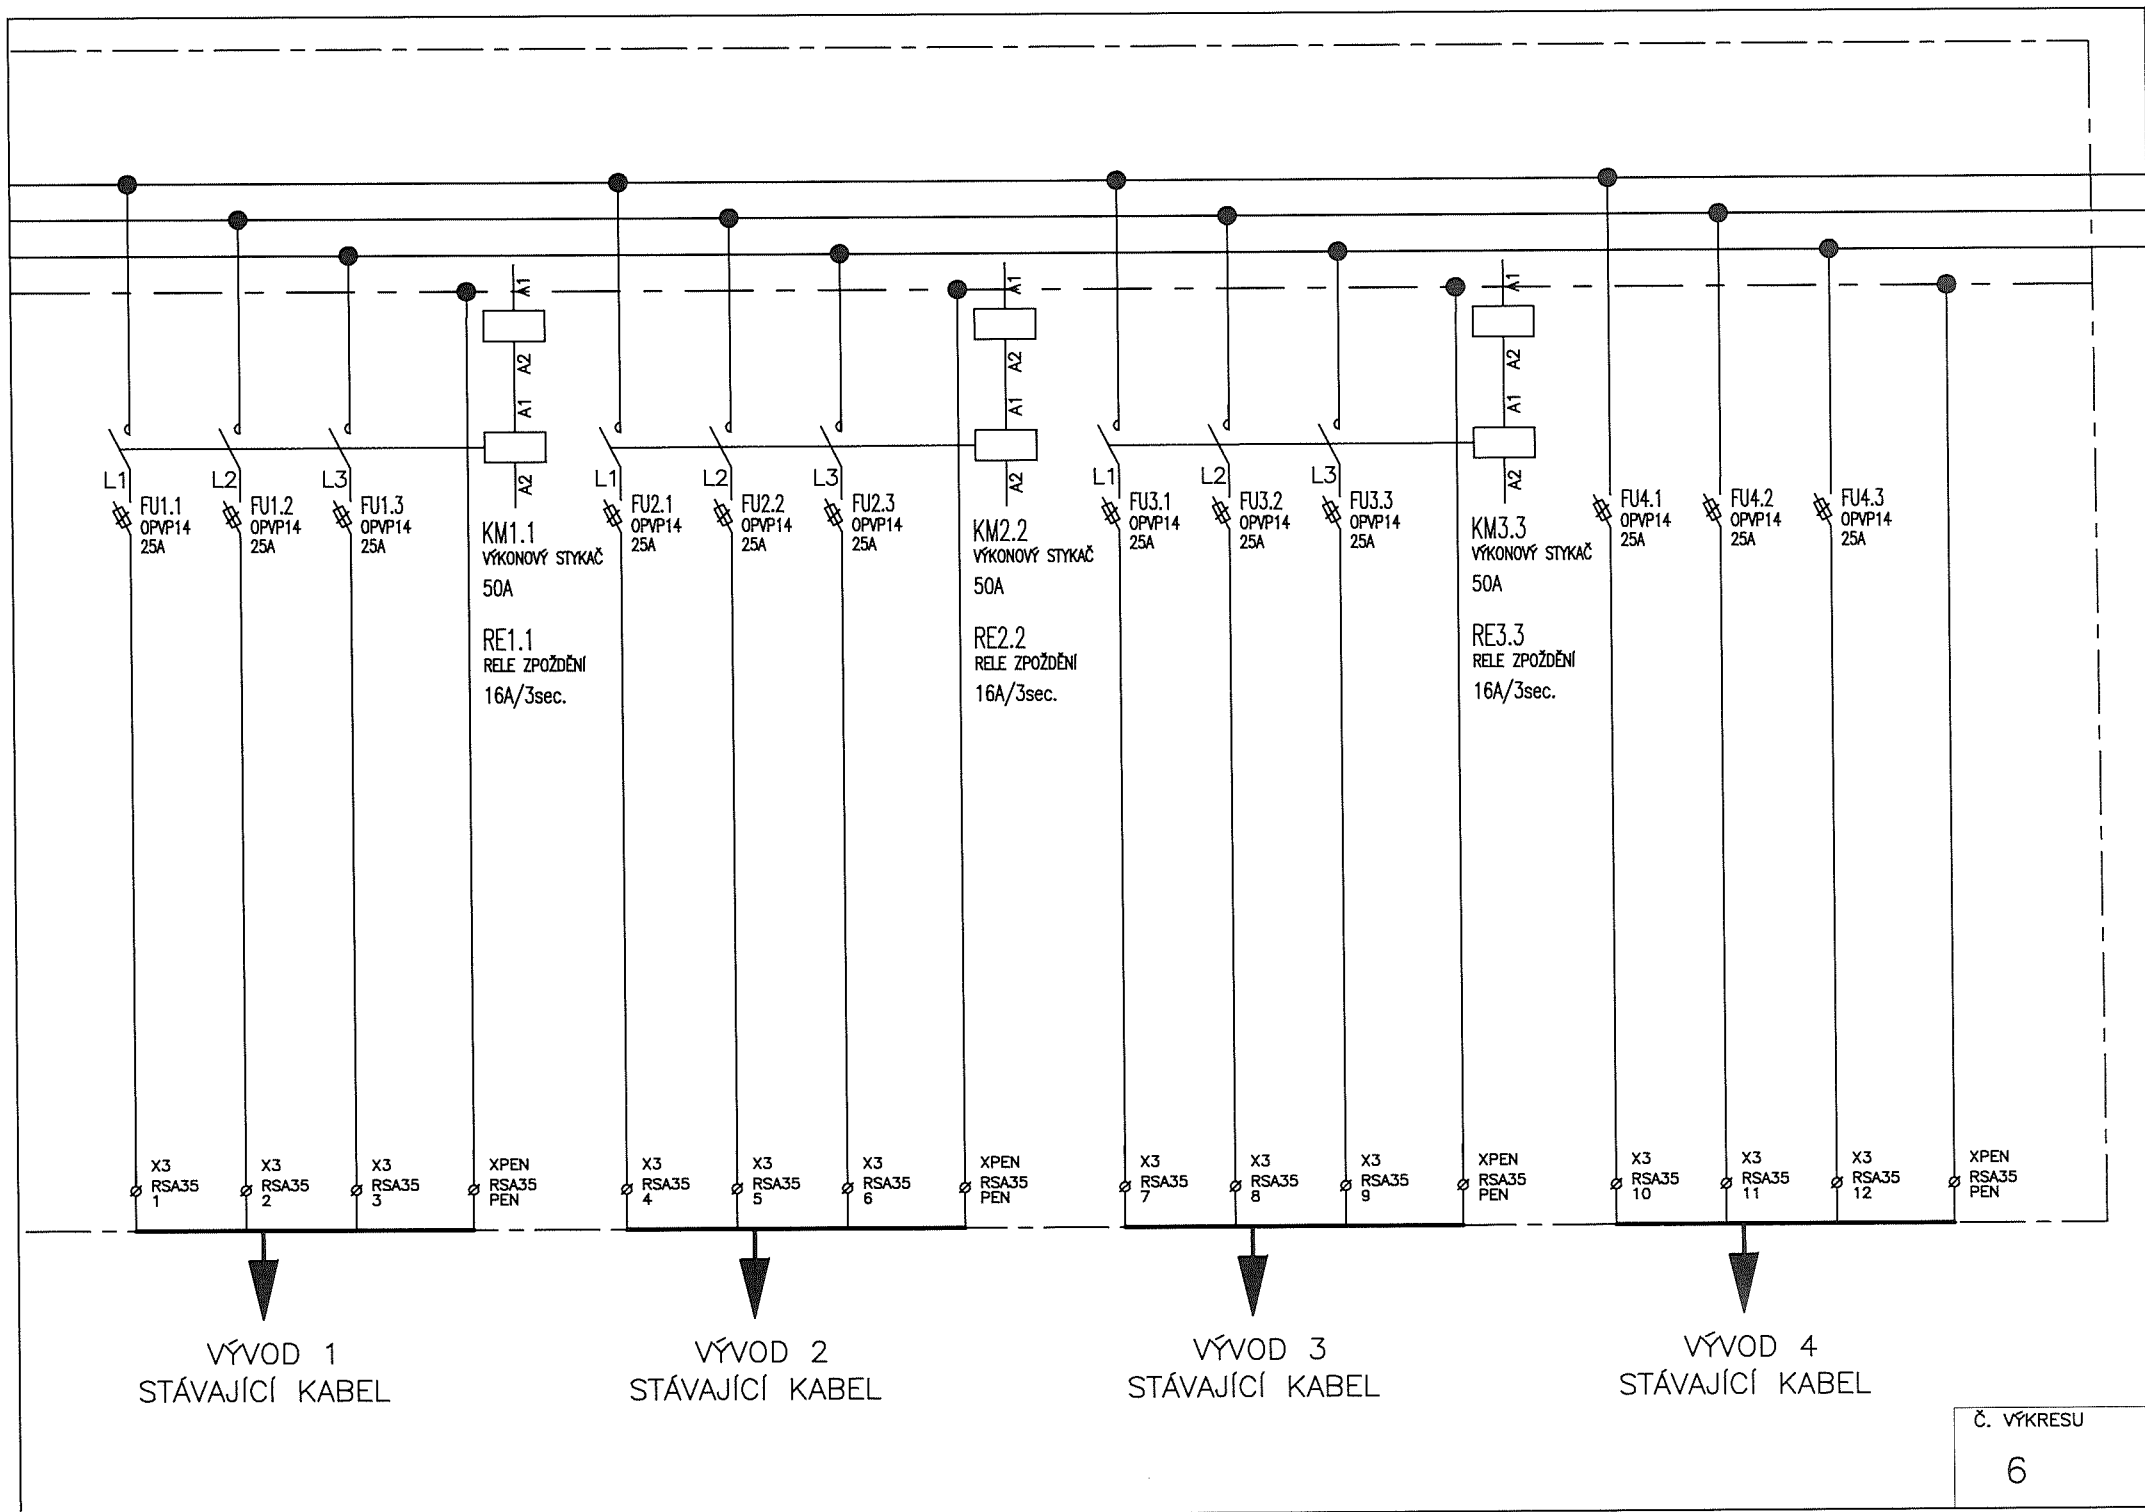 A1
A2
A1
A2
L1
L2
L3
FU1.1
OPVP14
25A
FU1.2
OPVP14
25A
FU1.3
OPVP14
25A
KM1.1
VÝKONOVÝ STYKAČ
50A
RE1.1
RELE ZPOŽDĚNÍ
16A/3sec.
A1
A2
A1
A2
L1
L2
L3
FU2.1
OPVP14
25A
FU2.2
OPVP14
25A
FU2.3
OPVP14
25A
KM2.2
VÝKONOVÝ STYKAČ
50A
RE2.2
RELE ZPOŽDĚNÍ
16A/3sec.
A1
A2
A1
A2
L1
L2
L3
FU3.1
OPVP14
25A
FU3.2
OPVP14
25A
FU3.3
OPVP14
25A
KM3.3
VÝKONOVÝ STYKAČ
50A
RE3.3
RELE ZPOŽDĚNÍ
16A/3sec.
FU4.1
OPVP14
25A
FU4.2
OPVP14
25A
FU4.3
OPVP14
25A
X3
RSA35
1
X3
RSA35
2
X3
RSA35
3
XPEN
RSA35
PEN
X3
RSA35
4
X3
RSA35
5
X3
RSA35
6
XPEN
RSA35
PEN
X3
RSA35
7
X3
RSA35
8
X3
RSA35
9
XPEN
RSA35
PEN
X3
RSA35
10
X3
RSA35
11
X3
RSA35
12
XPEN
RSA35
PEN
VÝVOD 1
STÁVAJÍCÍ KABEL
VÝVOD 2
STÁVAJÍCÍ KABEL
VÝVOD 3
STÁVAJÍCÍ KABEL
VÝVOD 4
STÁVAJÍCÍ KABEL
Č. VÝKRESU
6